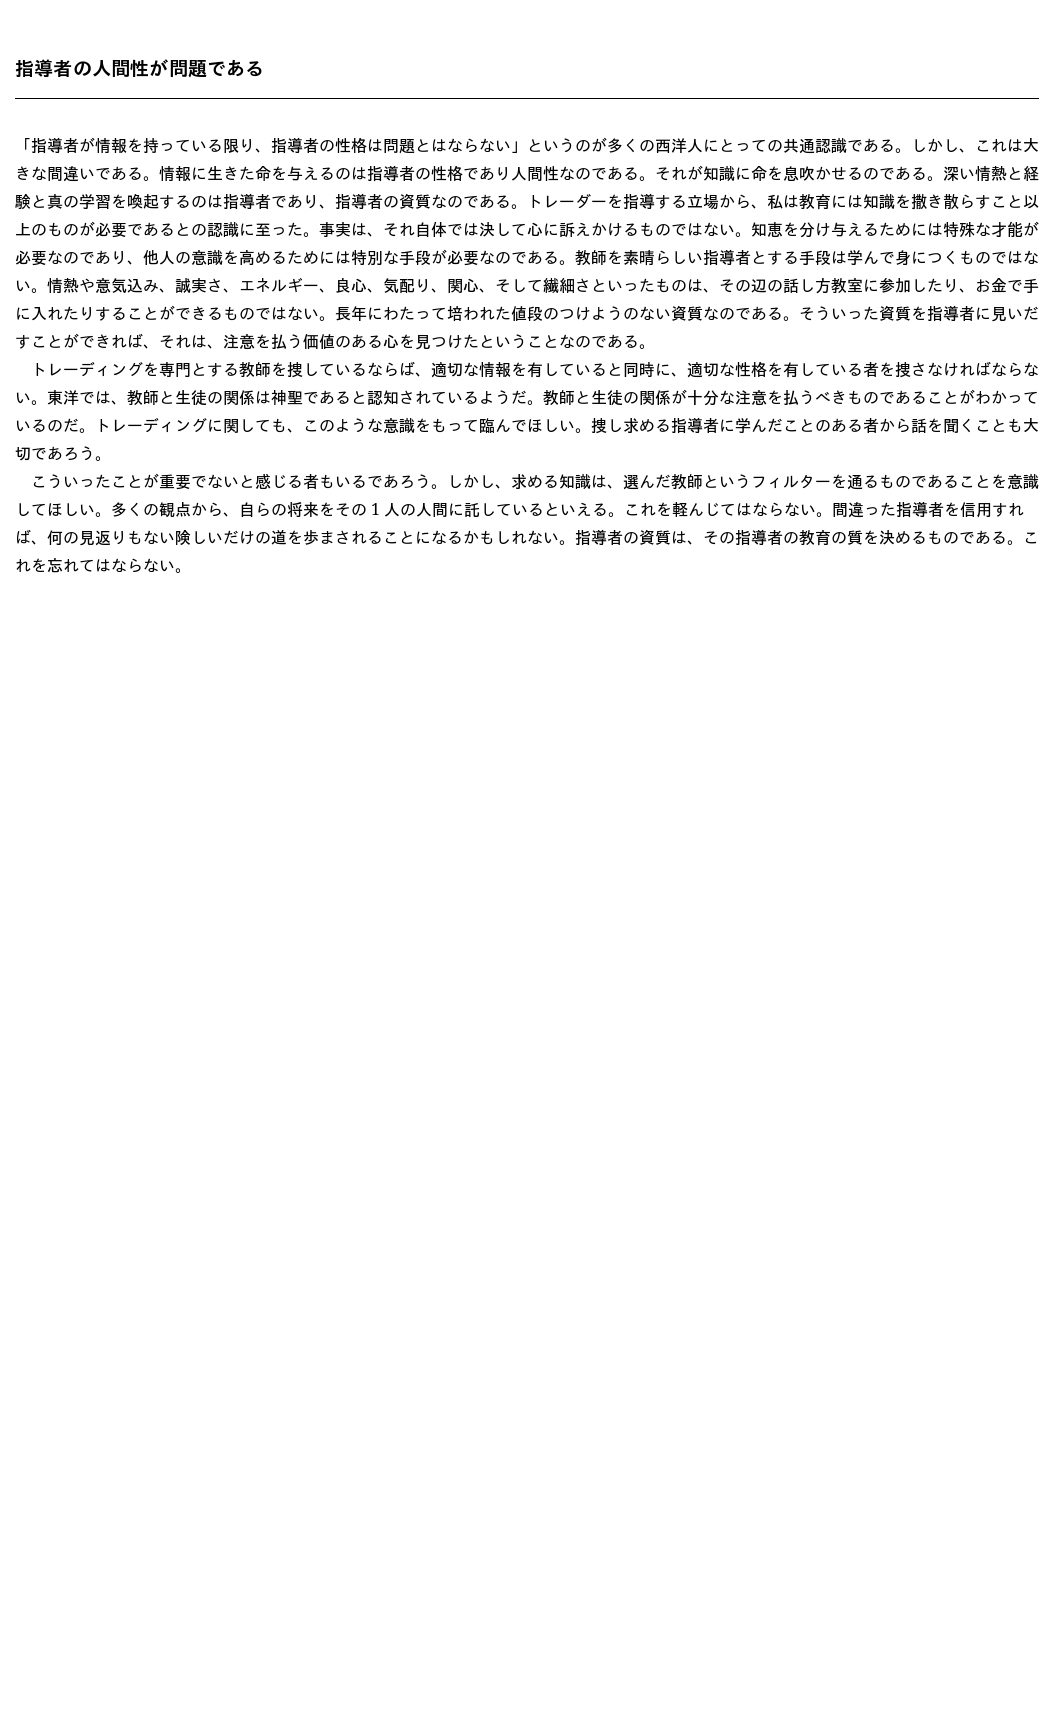 指導者の人間性が問題である
「指導者が情報を持っている限り、指導者の性格は問題とはならない」というのが多くの西洋人にとっての共通認識である。しかし、これは大
きな間違いである。情報に生きた命を与えるのは指導者の性格であり人間性なのである。それが知識に命を息吹かせるのである。深い情熱と経
験と真の学習を喚起するのは指導者であり、指導者の資質なのである。トレーダーを指導する立場から、私は教育には知識を撒き散らすこと以
上のものが必要であるとの認識に至った。事実は、それ自体では決して心に訴えかけるものではない。知恵を分け与えるためには特殊な才能が
必要なのであり、他人の意識を高めるためには特別な手段が必要なのである。教師を素晴らしい指導者とする手段は学んで身につくものではな
い。情熱や意気込み、誠実さ、エネルギー、良心、気配り、関心、そして繊細さといったものは、その辺の話し方教室に参加したり、お金で手
に入れたりすることができるものではない。長年にわたって培われた値段のつけようのない資質なのである。そういった資質を指導者に見いだ
すことができれば、それは、注意を払う価値のある心を見つけたということなのである。
　トレーディングを専門とする教師を捜しているならば、適切な情報を有していると同時に、適切な性格を有している者を捜さなければならな
い。東洋では、教師と生徒の関係は神聖であると認知されているようだ。教師と生徒の関係が十分な注意を払うべきものであることがわかって
いるのだ。トレーディングに関しても、このような意識をもって臨んでほしい。捜し求める指導者に学んだことのある者から話を聞くことも大
切であろう。
　こういったことが重要でないと感じる者もいるであろう。しかし、求める知識は、選んだ教師というフィルターを通るものであることを意識
してほしい。多くの観点から、自らの将来をその１人の人間に託しているといえる。これを軽んじてはならない。間違った指導者を信用すれ
ば、何の見返りもない険しいだけの道を歩まされることになるかもしれない。指導者の資質は、その指導者の教育の質を決めるものである。こ
れを忘れてはならない。